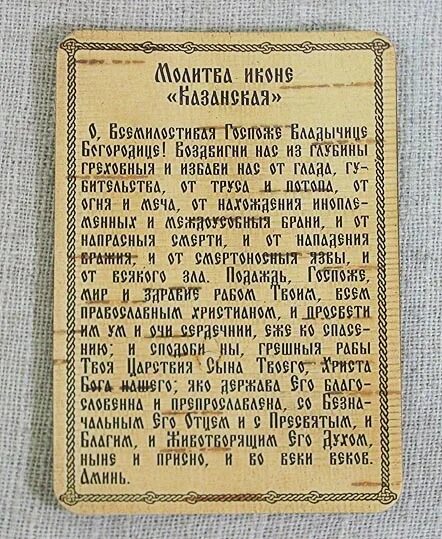 Молитва иконе
«Казанская»
О, Всемилостивая Госпоже Владычице
Богородице! Воздвигни нас из глубины
греховныя и избави нас от глада, гу-
бительства, от труса и потопа, от
огня и меча, от нахождения инопле-
менных и междоусобныя брани, и от
напрасныя смерти, и от нападения
вражия, и от смертоносныя язвы, и
от всякого зла. Подаждь, Госпоже,
мир и здравие рабом Твоим, всем
православным христианом, и просвети
им ум и очи сердечнии, еже ко спасе-
нию; и сподоби ны, грешныя рабы
Твоя Царствия Сына Твоего, Христа
Бога нашего; яко держава Его благо-
словенна и препрославлена, со Безна-
чальным Его Отцем и с Пресвятым, и
Благим, и Животворящим Его Духом,
ныне и присно, и во веки веков.
Аминь.